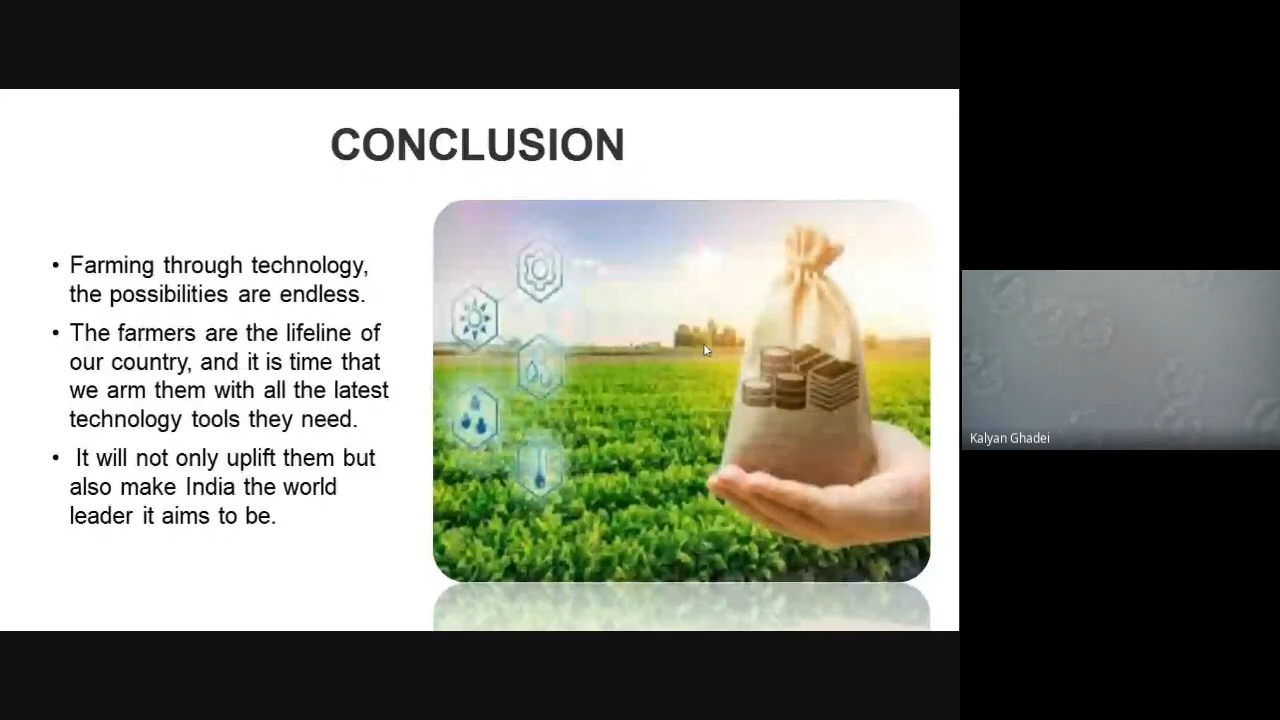 CONCLUSION
• Farming through technology,
the possibilities are endless.
• The farmers are the lifeline of
our country, and it is time that
we arm them with all the latest
technology tools they need.
• It will not only uplift them but
also make India the world
leader it aims to be.
Kalyan Ghadei